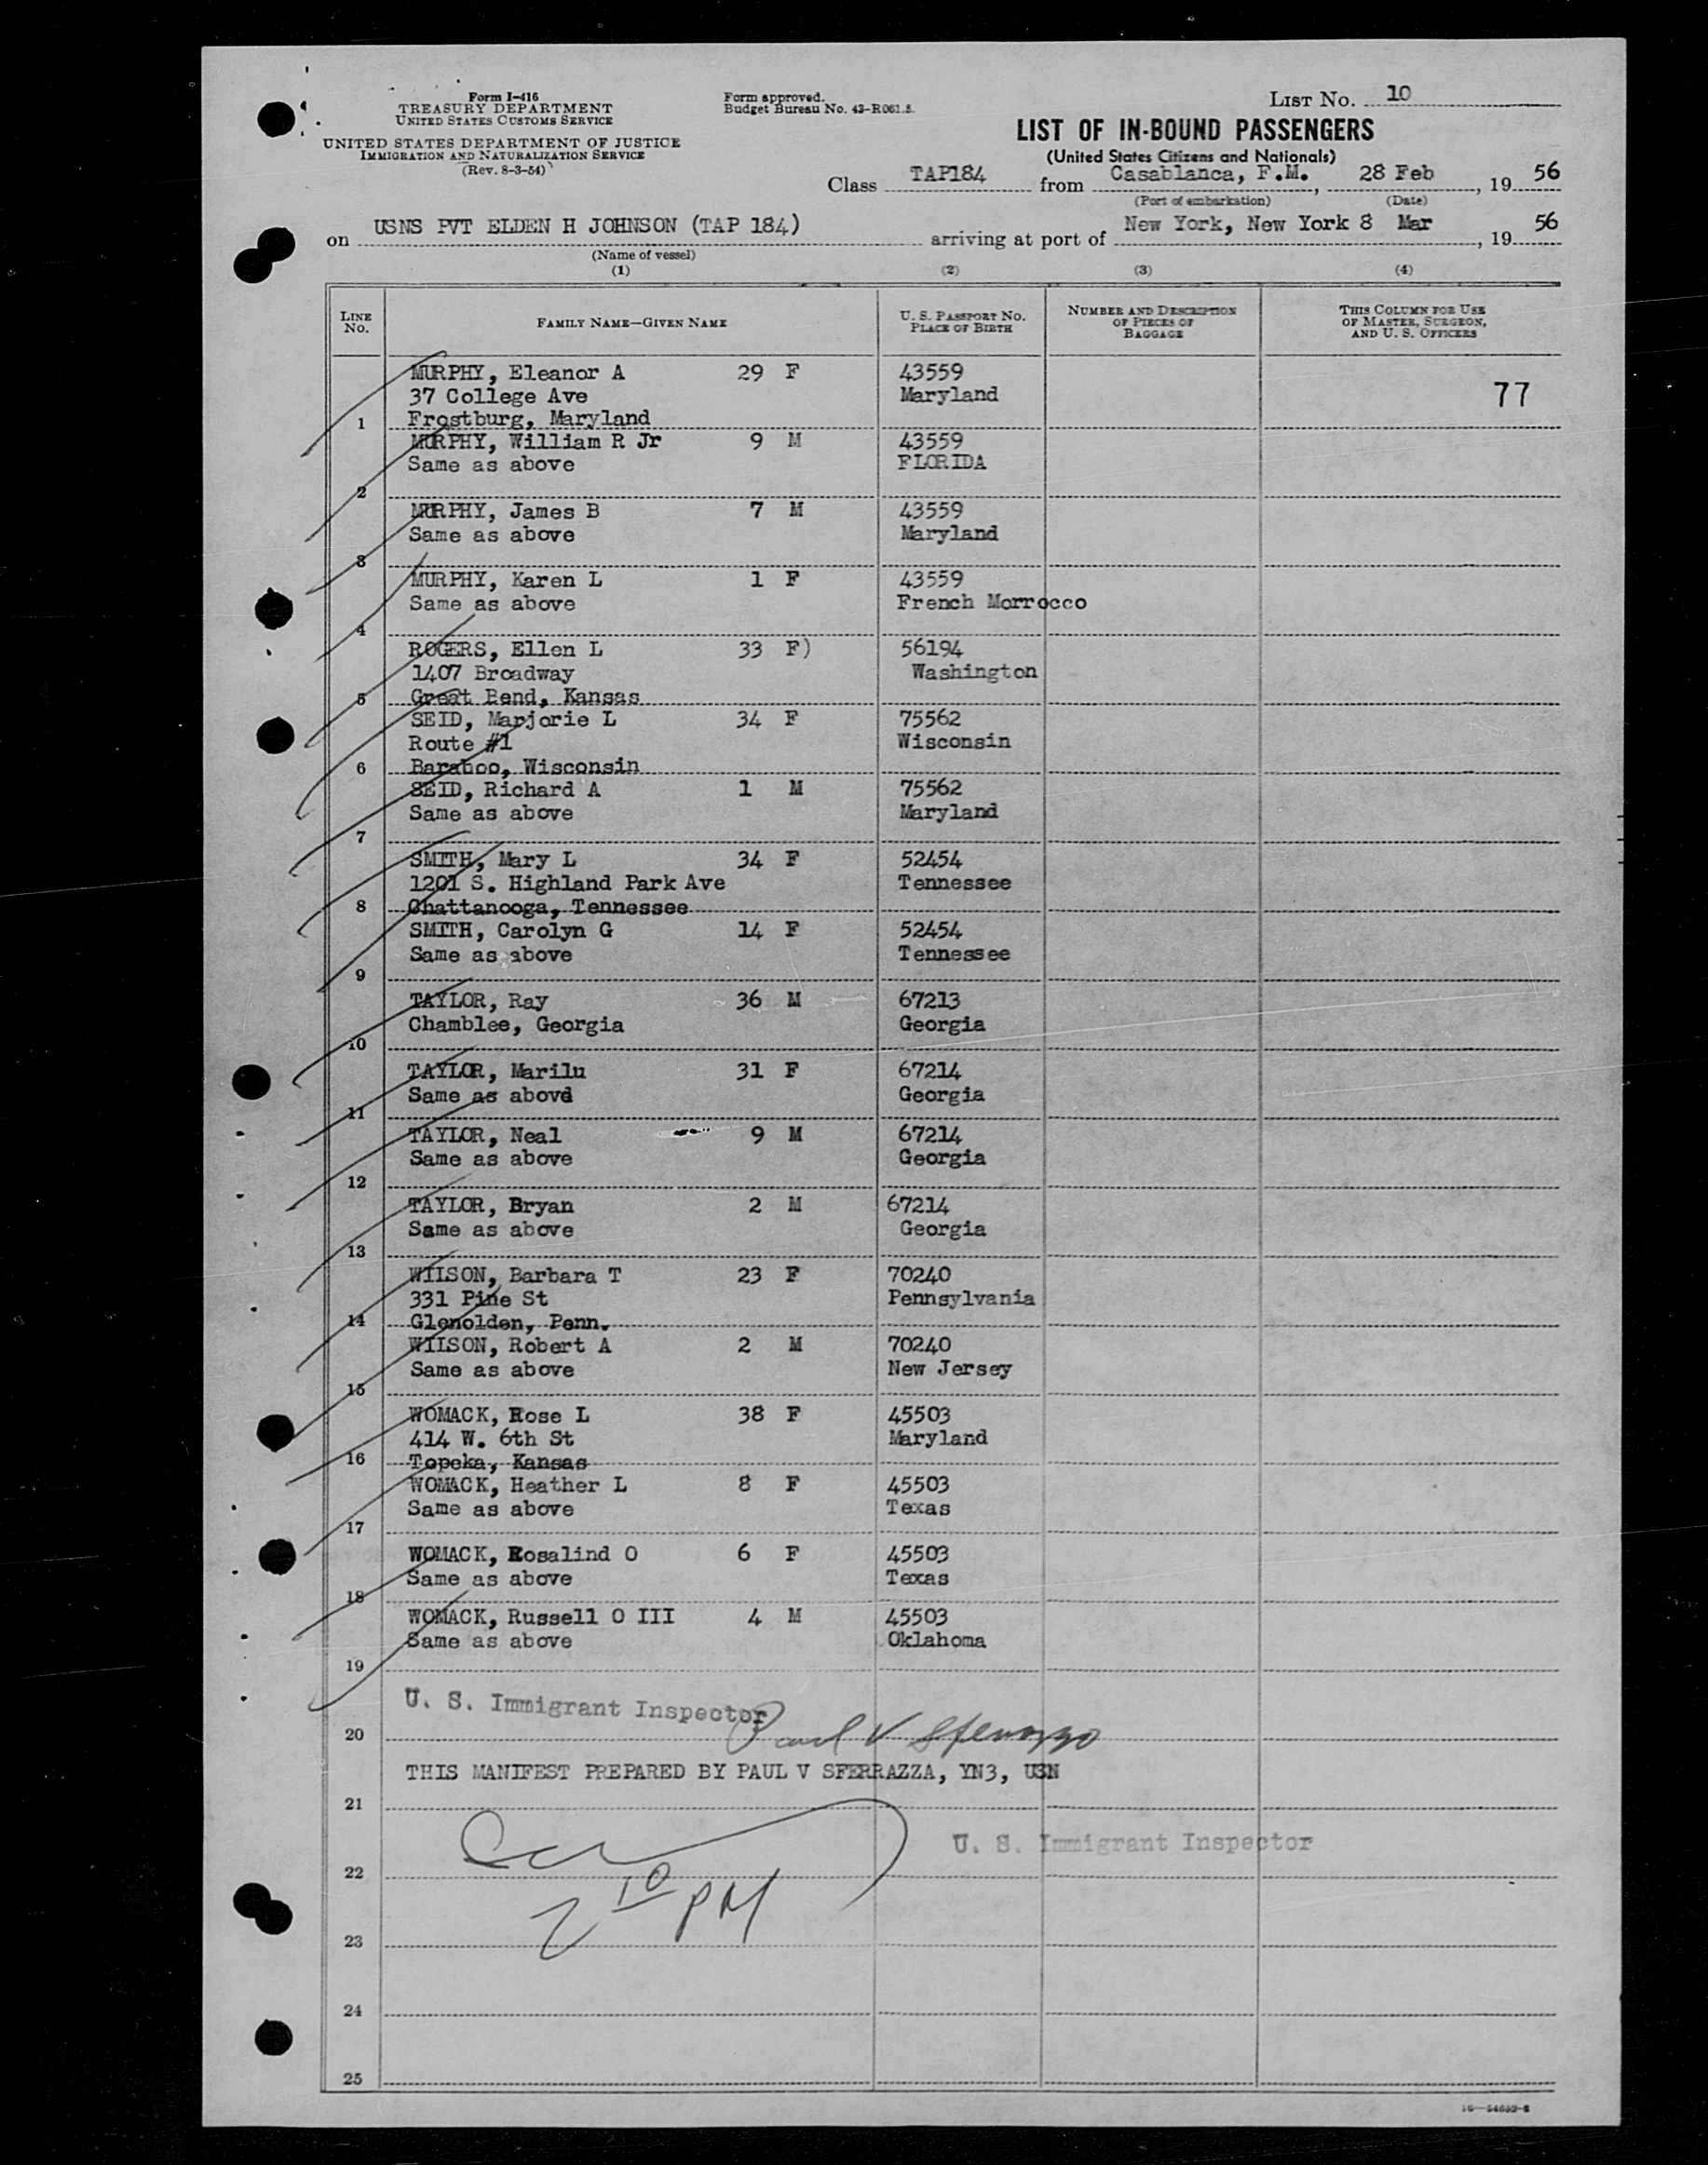 Form I-416
TREASURY DEPARTMENT
UNITED STATES CUSTOMS SERVICE
UNITED STATES DEPARTMENT OF JUSTICE
IMMIGRATION AND NATURALIZATION SERVICE
(Rev. 8-3-54)
Form approved.
Budget Bureau No. 43-R061.5.
LIST No. 10
LIST OF IN-BOUND PASSENGERS
(United States Citizens and Nationals)
Class TAP184 from Casablanca, F.M., 28 Feb, 19 56
(Port of embarkation) (Date)
on USNS PVT ELDEN H JOHNSON (TAP 184) arriving at port of New York, New York 8 Mar, 19 56
(Name of vessel)
(1) (2) (3) (4)
LINE No. FAMILY NAME—GIVEN NAME U. S. PASSPORT No. PLACE OF BIRTH NUMBER AND DESCRIPTION OF PIECES OF BAGGAGE THIS COLUMN FOR USE OF MASTER, SURGEON, AND U. S. OFFICERS
MURPHY, Eleanor A 29 F 43559
37 College Ave Maryland 77
1 Frostburg, Maryland
MURPHY, William R Jr 9 M 43559
Same as above FLORIDA
2
MURPHY, James B 7 M 43559
Same as above Maryland
3
MURPHY, Karen L 1 F 43559
Same as above French Morrocco
4
ROGERS, Ellen L 33 F) 56194
1407 Broadway Washington
5 Great Bend, Kansas
SEID, Marjorie L 34 F 75562
Route #1 Wisconsin
6 Baraboo, Wisconsin
SEID, Richard A 1 M 75562
Same as above Maryland
7
SMITH, Mary L 34 F 52454
1201 S. Highland Park Ave Tennessee
8 Chattanooga, Tennessee
SMITH, Carolyn G 14 F 52454
Same as above Tennessee
9
TAYLOR, Ray 36 M 67213
Chamblee, Georgia Georgia
10
TAYLOR, Marilu 31 F 67214
Same as above Georgia
11
TAYLOR, Neal 9 M 67214
Same as above Georgia
12
TAYLOR, Bryan 2 M 67214
Same as above Georgia
13
WILSON, Barbara T 23 F 70240
331 Pine St Pennsylvania
14 Glenolden, Penn.
WILSON, Robert A 2 M 70240
Same as above New Jersey
15
WOMACK, Rose L 38 F 45503
414 W. 6th St Maryland
16 Topeka, Kansas
WOMACK, Heather L 8 F 45503
Same as above Texas
17
WOMACK, Rosalind O 6 F 45503
Same as above Texas
18
WOMACK, Russell O III 4 M 45503
Same as above Oklahoma
19
U. S. Immigrant Inspector
20 Paul V Sferrazza
THIS MANIFEST PREPARED BY PAUL V SFERRAZZA, YN3, USN
21
U. S. Immigrant Inspector
22
2 10 PM
23
24
25